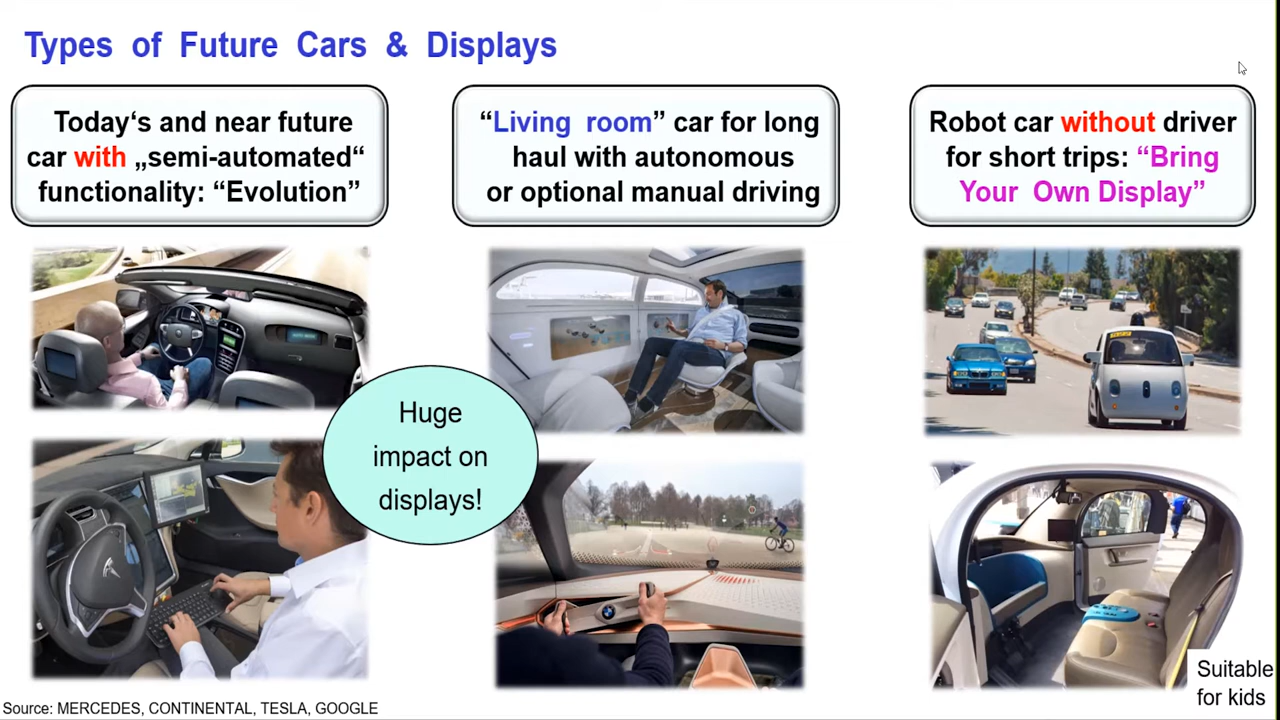 Types of Future Cars & Displays
Today‘s and near future
car with „semi-automated“
functionality: “Evolution”
“Living room” car for long
haul with autonomous
or optional manual driving
Robot car without driver
for short trips: “Bring
Your Own Display”
Huge
impact on
displays!
Suitable
for kids
Source: MERCEDES, CONTINENTAL, TESLA, GOOGLE